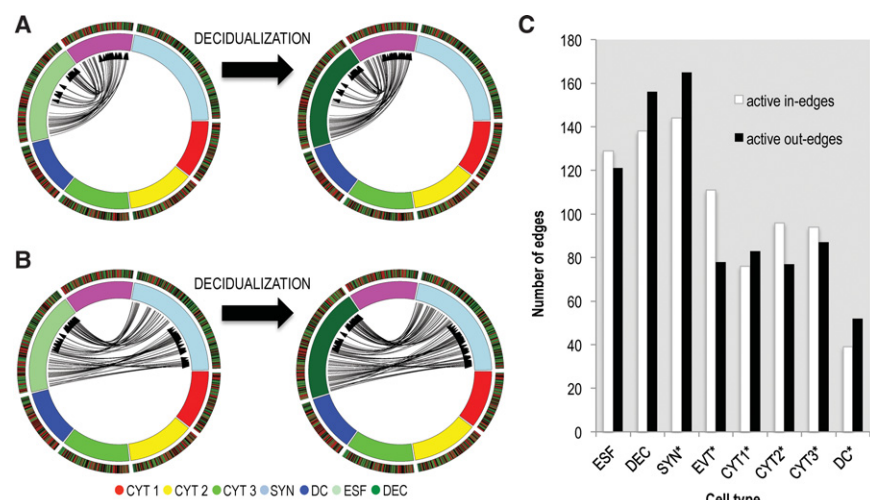 A
DECIDUALIZATION
B
DECIDUALIZATION
CYT 1 CYT 2 CYT 3 SYN DC ESF DEC
C
180
160
140
120
100
80
60
40
20
0
Number of edges
active in-edges
active out-edges
ESF DEC SYN* EVT* CYT1* CYT2* CYT3* DC*
Cell type